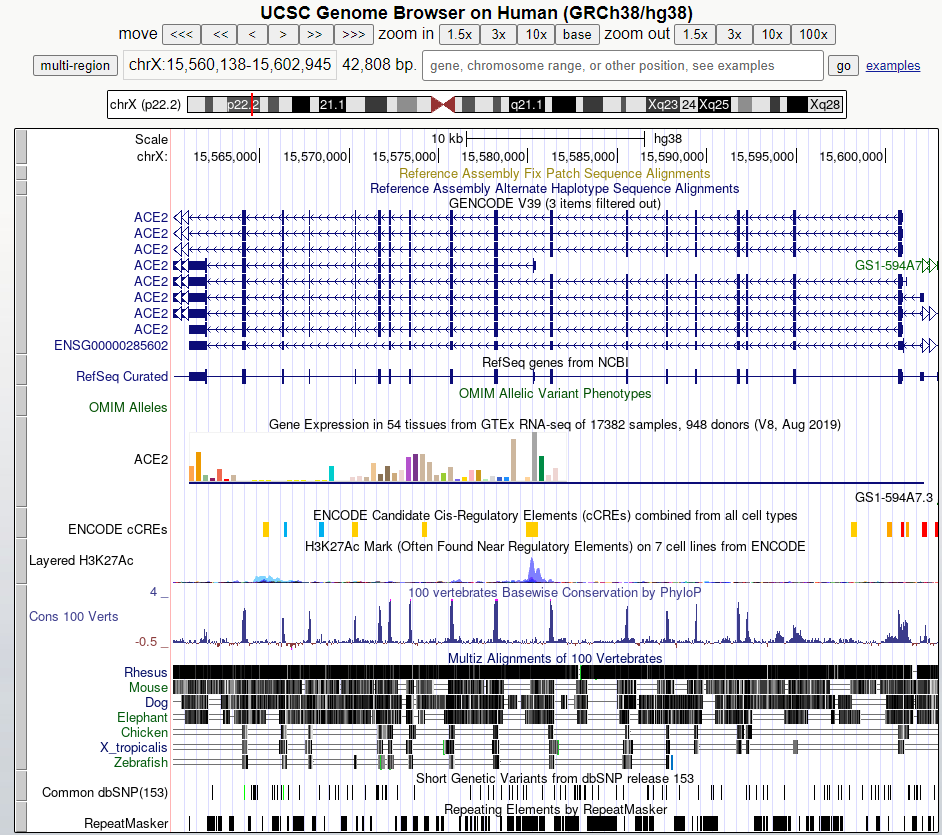 UCSC Genome Browser on Human (GRCh38/hg38)
move <<< << < > >> >>> zoom in 1.5x 3x 10x base zoom out 1.5x 3x 10x 100x
multi-region chrX:15,560,138-15,602,945 42,808 bp. gene, chromosome range, or other position, see examples go examples
chrX (p22.2) p22.2 21.1 q21.1 Xq23 24 Xq25 Xq28
Scale 10 kb hg38
chrX: 15,565,000 15,570,000 15,575,000 15,580,000 15,585,000 15,590,000 15,595,000 15,600,000
Reference Assembly Fix Patch Sequence Alignments
Reference Assembly Alternate Haplotype Sequence Alignments
GENCODE V39 (3 items filtered out)
ACE2
ACE2
ACE2
ACE2 GS1-594A7
ACE2
ACE2
ACE2
ACE2
ENSG00000285602
RefSeq genes from NCBI
RefSeq Curated
OMIM Allelic Variant Phenotypes
OMIM Alleles
Gene Expression in 54 tissues from GTEx RNA-seq of 17382 samples, 948 donors (V8, Aug 2019)
ACE2
GS1-594A7.3
ENCODE Candidate Cis-Regulatory Elements (cCREs) combined from all cell types
ENCODE cCREs
H3K27Ac Mark (Often Found Near Regulatory Elements) on 7 cell lines from ENCODE
Layered H3K27Ac
4 _ 100 vertebrates Basewise Conservation by PhyloP
Cons 100 Verts
-0.5 _
Multiz Alignments of 100 Vertebrates
Rhesus
Mouse
Dog
Elephant
Chicken
X_tropicalis
Zebrafish
Short Genetic Variants from dbSNP release 153
Common dbSNP(153)
Repeating Elements by RepeatMasker
RepeatMasker